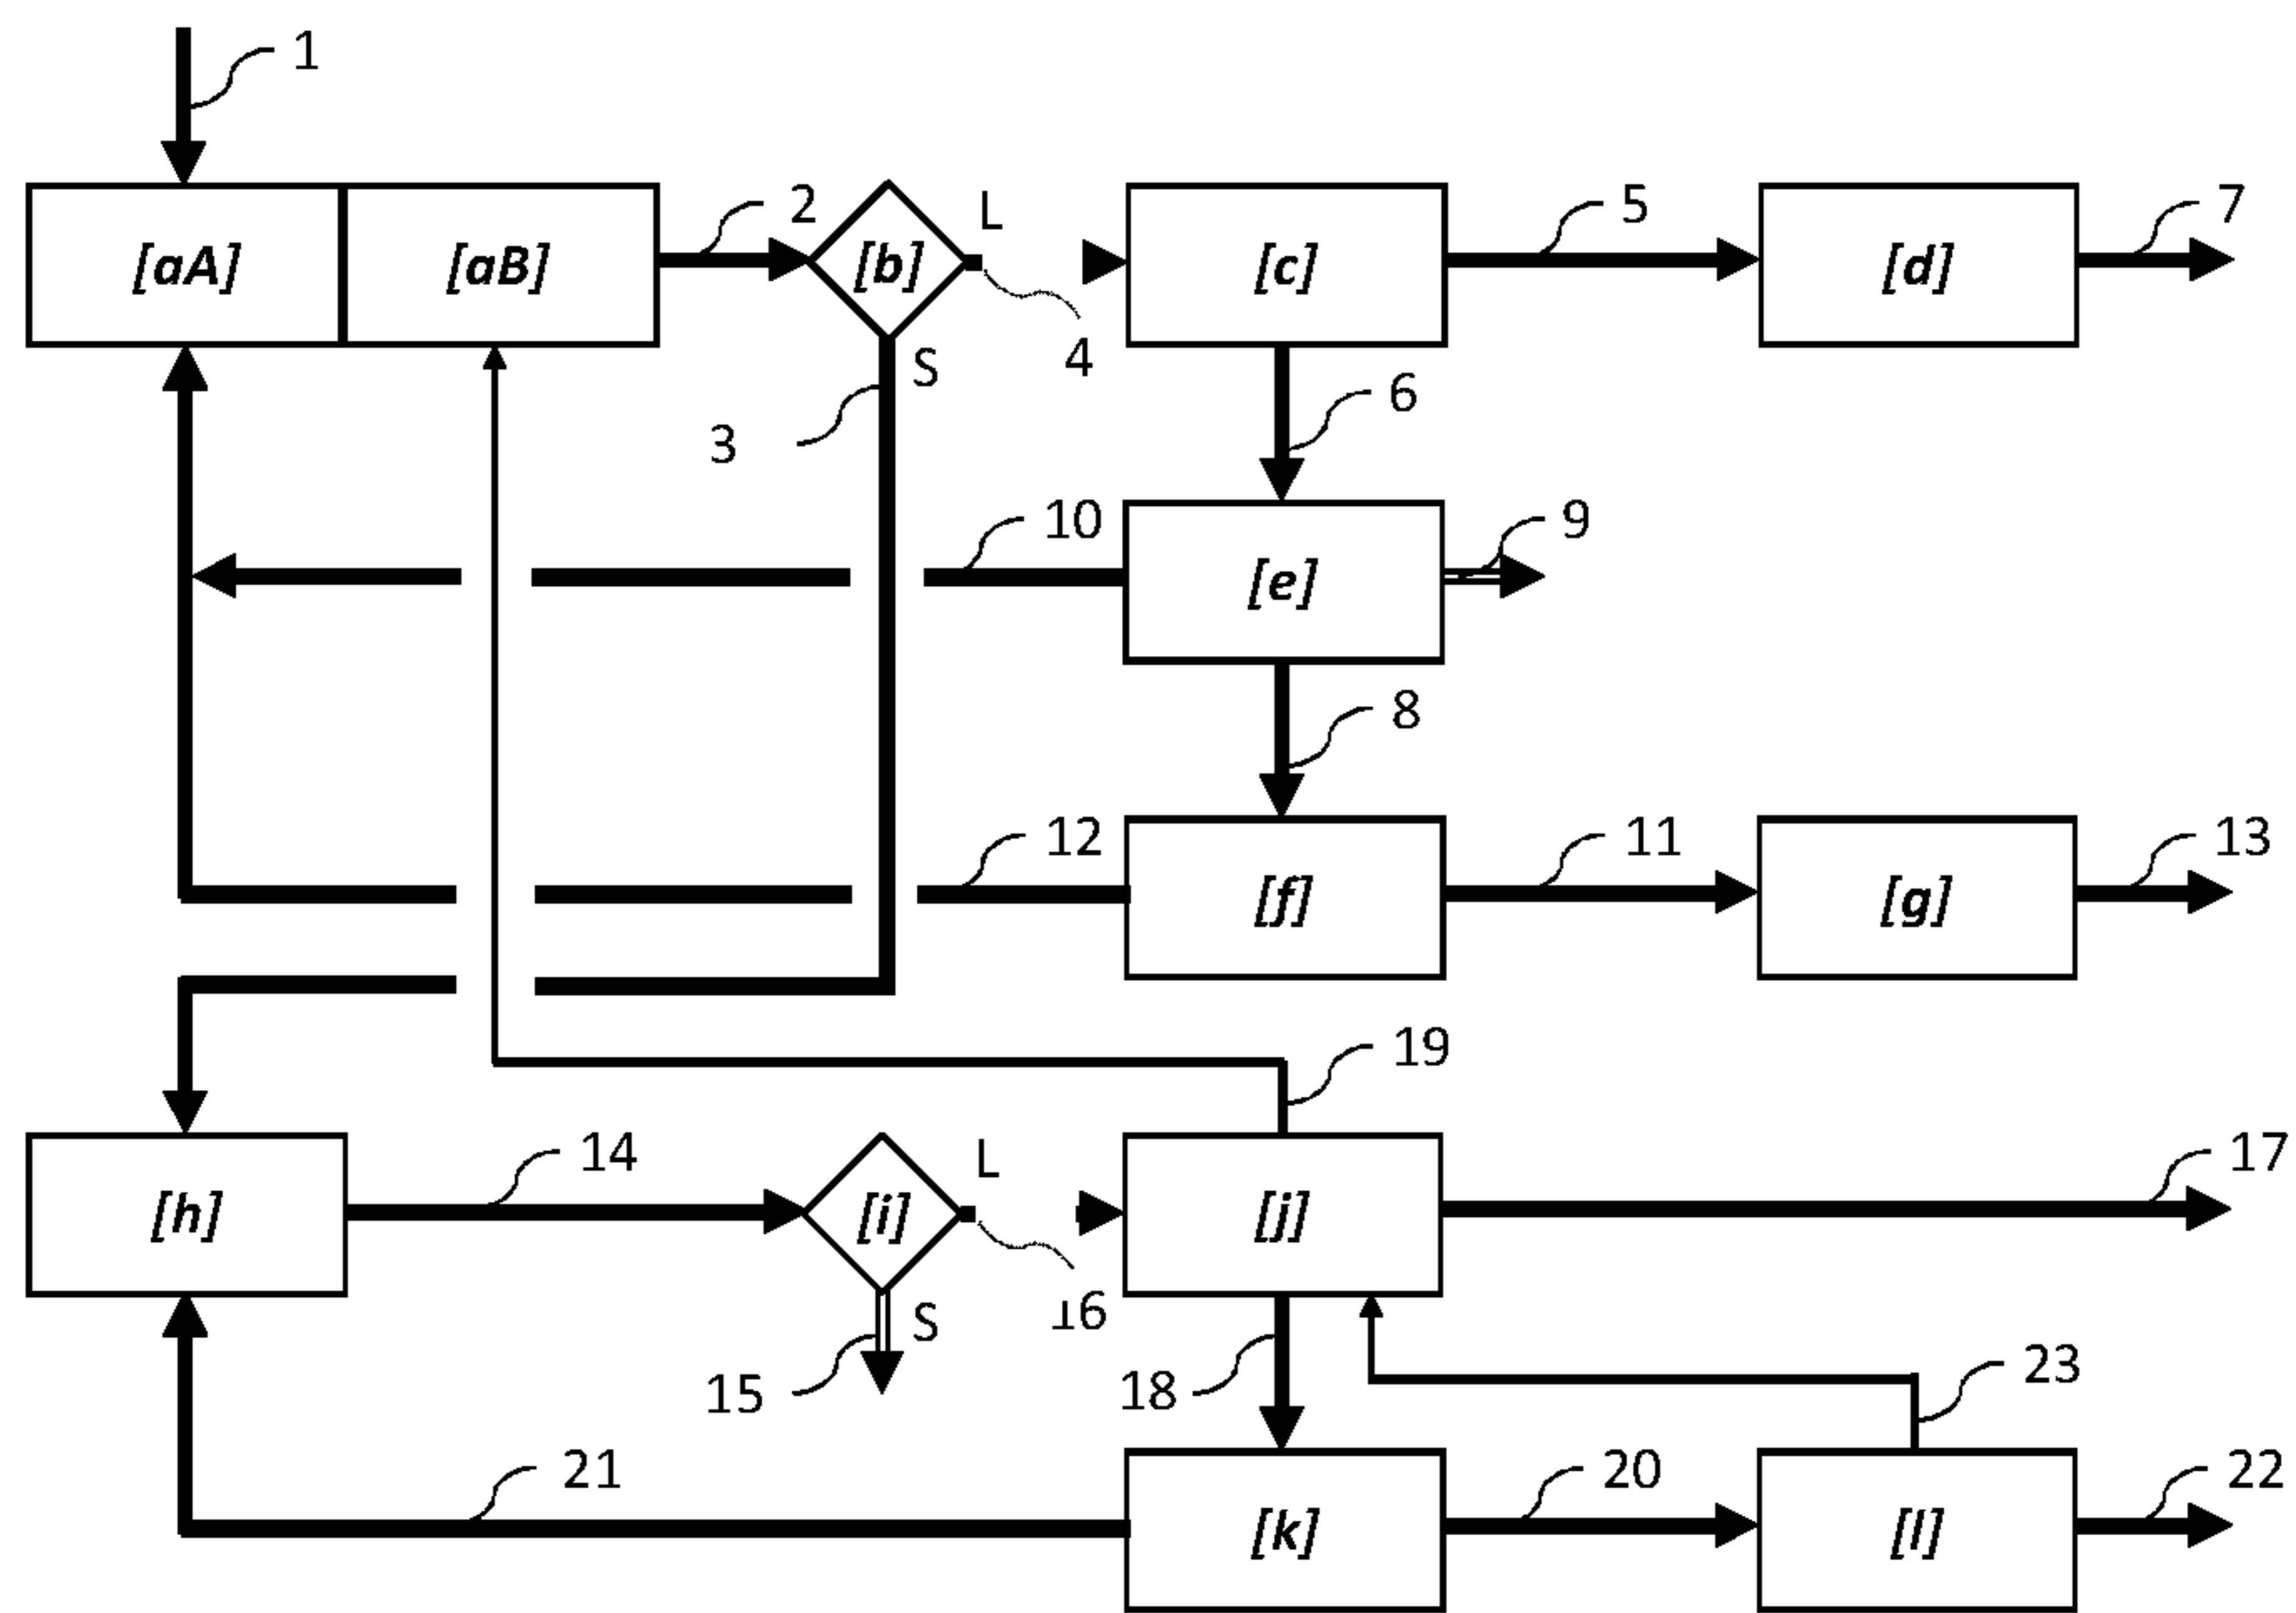 1
2 L 5 7
[aA] [aB] [b] [c] [d]
4
S 6
3
10 9
[e]
8
12 11 13
[f] [g]
19
14 L 17
[h] [i] [j]
16
S
15 18 23
21 20 22
[k] [l]